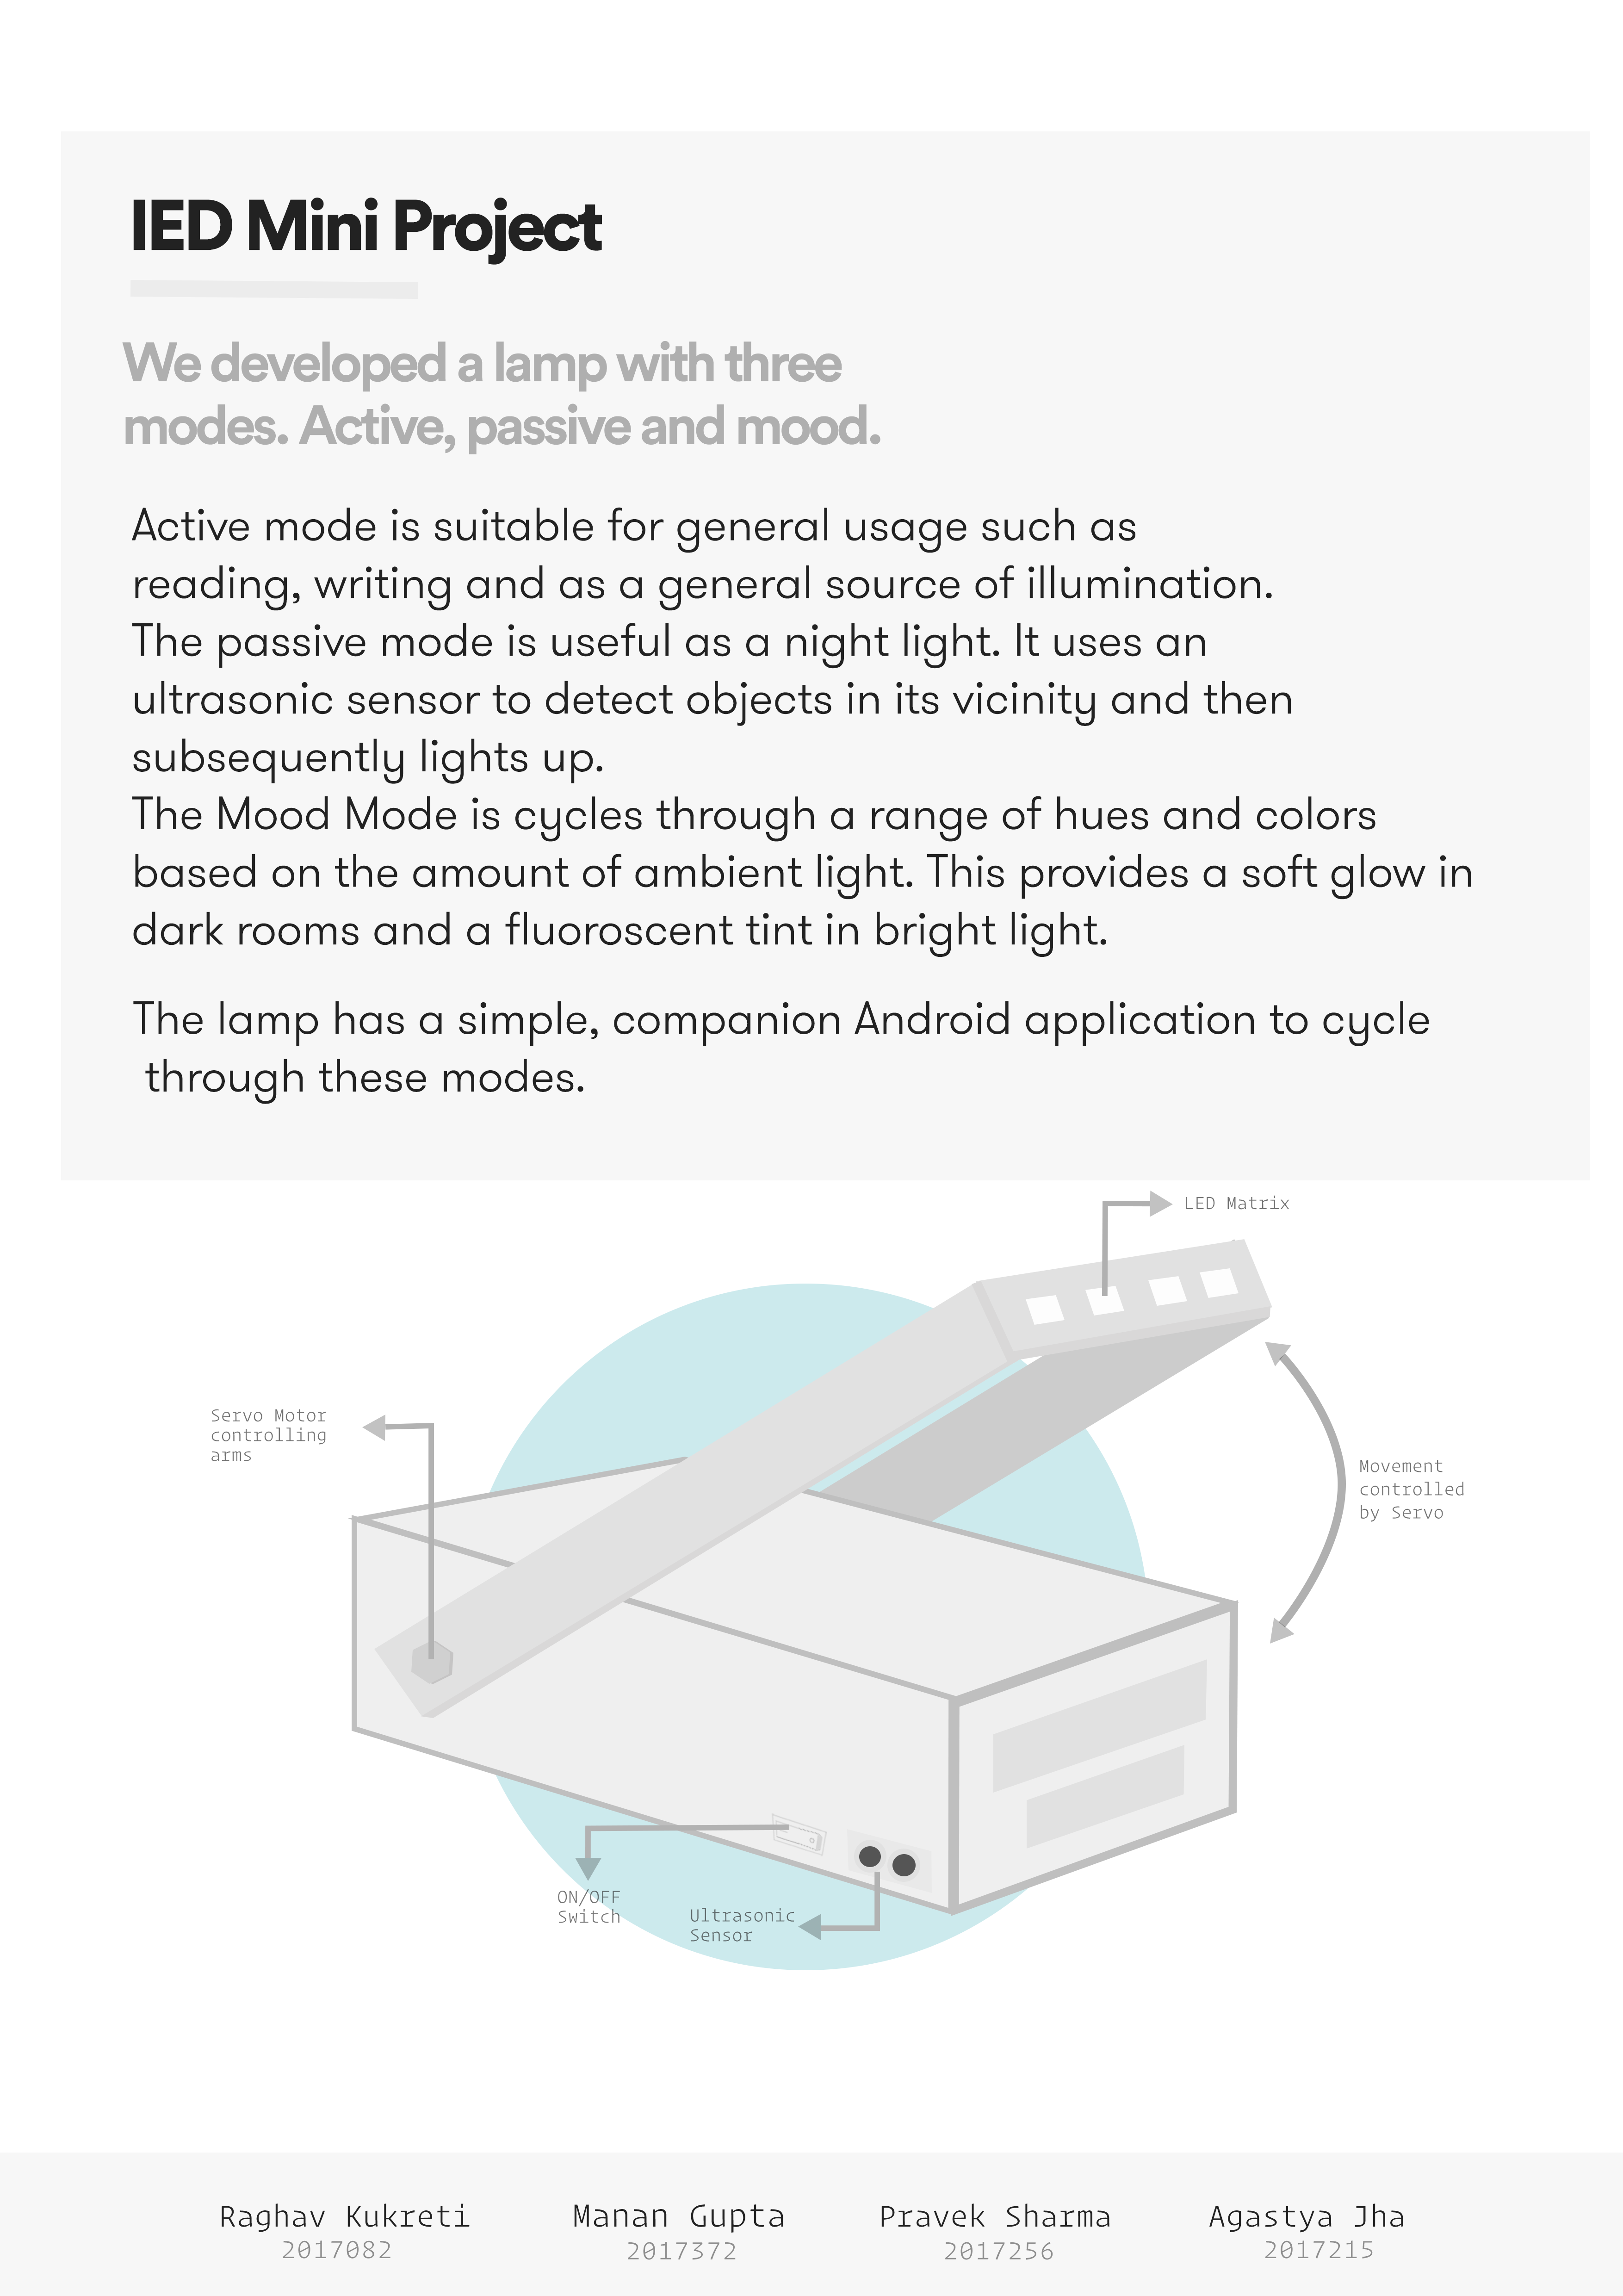 IED Mini Project
We developed a lamp with three
modes. Active, passive and mood.
Active mode is suitable for general usage such as
reading, writing and as a general source of illumination.
The passive mode is useful as a night light. It uses an
ultrasonic sensor to detect objects in its vicinity and then
subsequently lights up.
The Mood Mode is cycles through a range of hues and colors
based on the amount of ambient light. This provides a soft glow in
dark rooms and a fluoroscent tint in bright light.
The lamp has a simple, companion Android application to cycle
through these modes.
LED Matrix
Servo Motor
controlling
arms
Movement
controlled
by Servo
ON/OFF
Switch
Ultrasonic
Sensor
Raghav Kukreti
2017082
Manan Gupta
2017372
Pravek Sharma
2017256
Agastya Jha
2017215